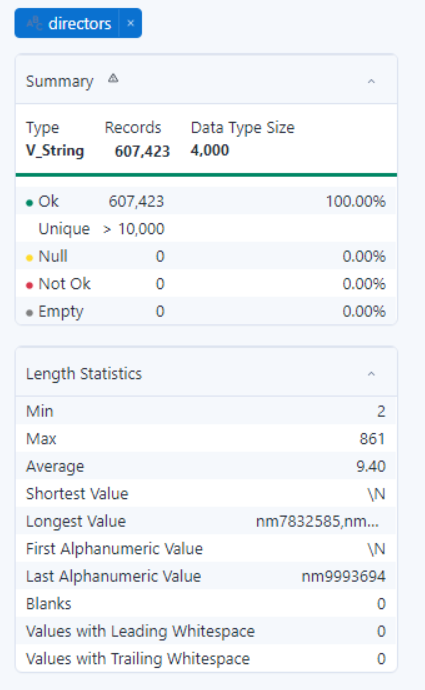 directors ×
Summary
Type Records Data Type Size
V_String 607,423 4,000
Ok 607,423 100.00%
Unique > 10,000
Null 0 0.00%
Not Ok 0 0.00%
Empty 0 0.00%
Length Statistics
Min 2
Max 861
Average 9.40
Shortest Value \N
Longest Value nm7832585,nm...
First Alphanumeric Value \N
Last Alphanumeric Value nm9993694
Blanks 0
Values with Leading Whitespace 0
Values with Trailing Whitespace 0